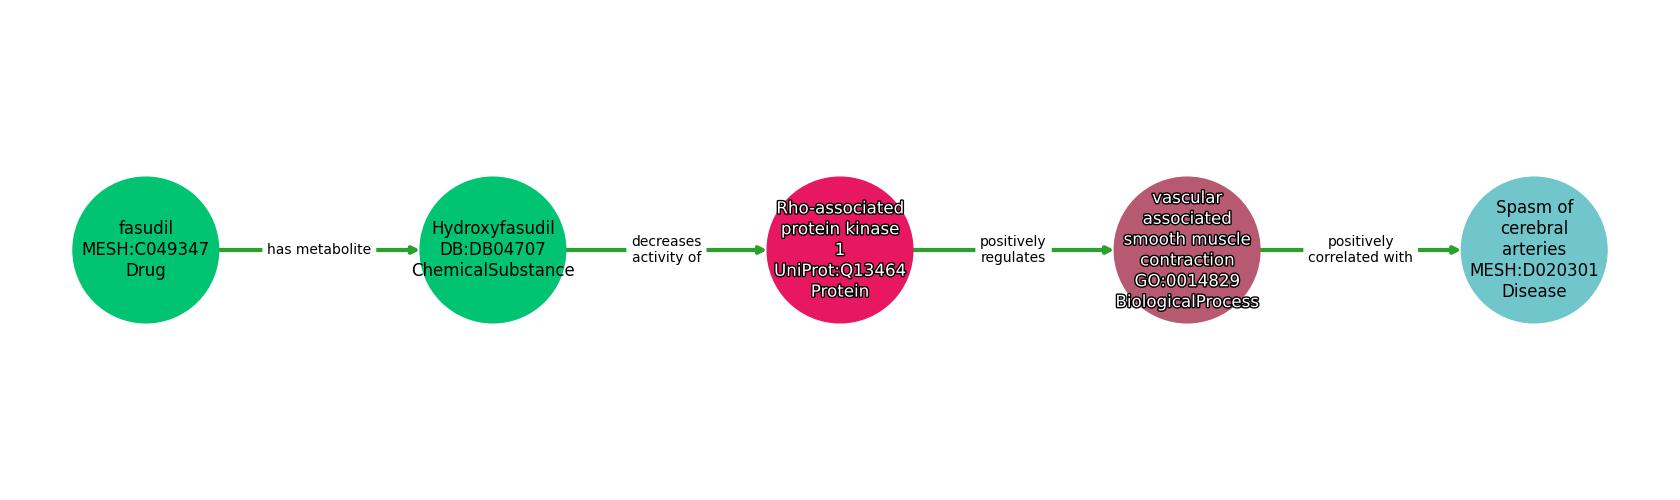 fasudil
MESH:C049347
Drug
has metabolite
Hydroxyfasudil
DB:DB04707
ChemicalSubstance
decreases
activity of
Rho-associated
protein kinase
1
UniProt:Q13464
Protein
positively
regulates
vascular
associated
smooth muscle
contraction
GO:0014829
BiologicalProcess
positively
correlated with
Spasm of
cerebral
arteries
MESH:D020301
Disease